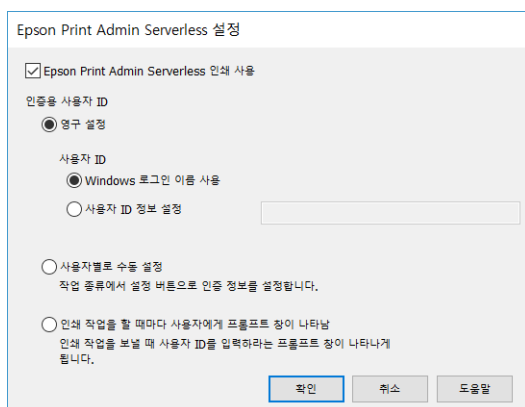 Epson Print Admin Serverless 설정
Epson Print Admin Serverless 인쇄 사용
인증용 사용자 ID
영구 설정
사용자 ID
Windows 로그인 이름 사용
사용자 ID 정보 설정
사용자별로 수동 설정
작업 종류에서 설정 버튼으로 인증 정보를 설정합니다.
인쇄 작업을 할 때마다 사용자에게 프롬프트 창이 나타남
인쇄 작업을 보낼 때 사용자 ID를 입력하라는 프롬프트 창이 나타나게
됩니다.
확인 취소 도움말